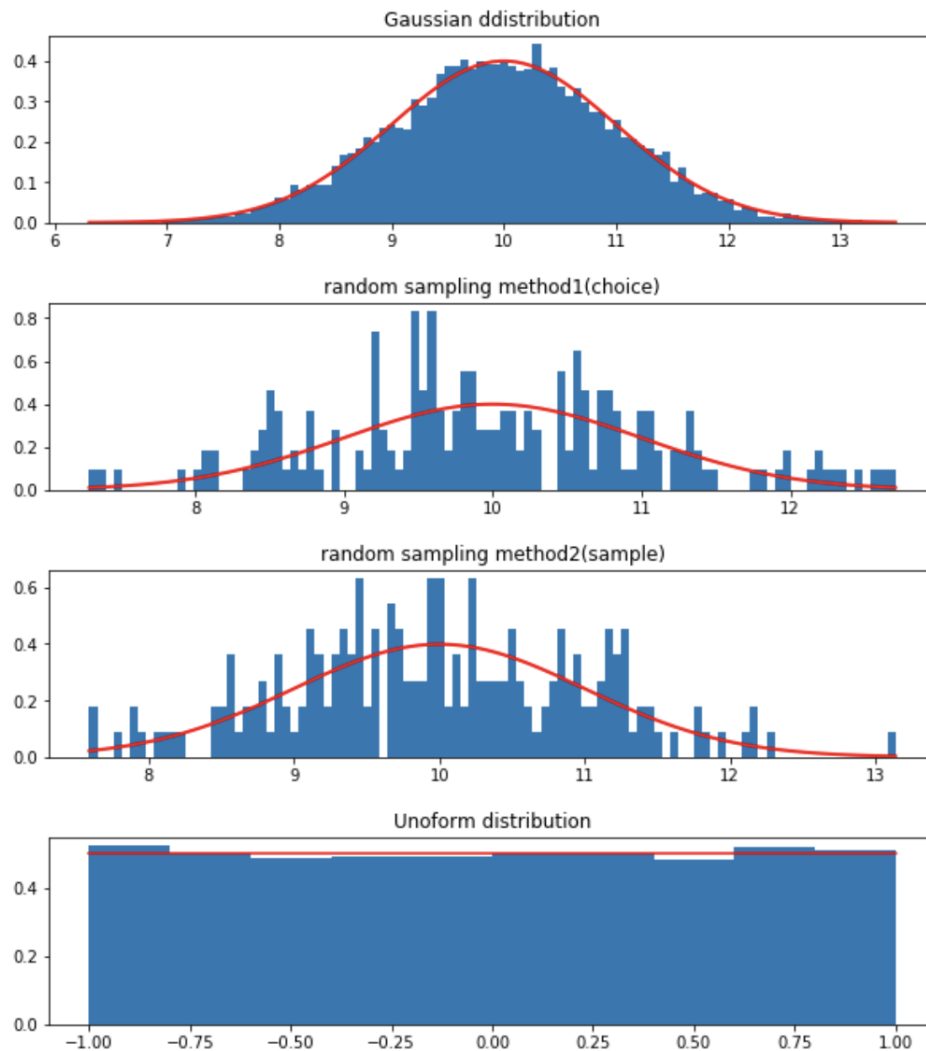 Gaussian ddistribution
0.4
0.3
0.2
0.1
0.0
6 7 8 9 10 11 12 13
random sampling method1(choice)
0.8
0.6
0.4
0.2
0.0
8 9 10 11 12
random sampling method2(sample)
0.6
0.4
0.2
0.0
8 9 10 11 12 13
Unoform distribution
0.4
0.2
0.0
−1.00 −0.75 −0.50 −0.25 0.00 0.25 0.50 0.75 1.00